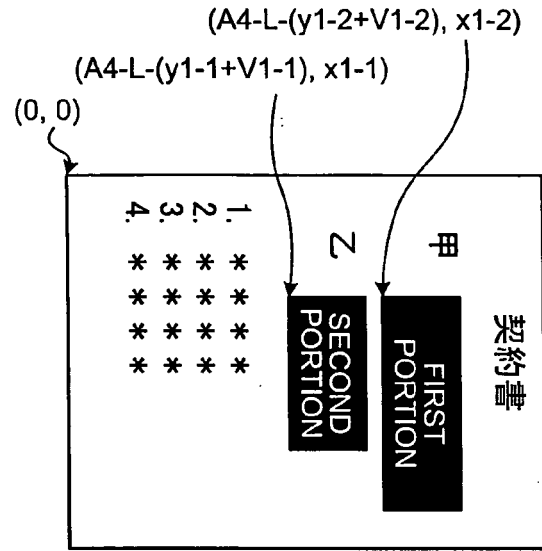 (A4-L-(y1-2+V1-2), x1-2)
(A4-L-(y1-1+V1-1), x1-1)
(0, 0)
契約書
甲
FIRST
PORTION
乙
SECOND
PORTION
1. ＊＊＊＊
2. ＊＊＊＊
3. ＊＊＊＊
4. ＊＊＊＊